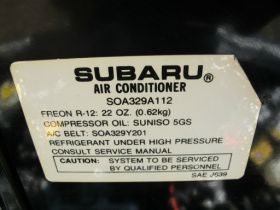 SUBARU®
AIR CONDITIONER
SOA329A112
FREON R-12: 22 OZ. (0.62kg)
COMPRESSOR OIL: SUNISO 5GS
A/C BELT: SOA329Y201
REFRIGERANT UNDER HIGH PRESSURE
CONSULT SERVICE MANUAL
CAUTION: SYSTEM TO BE SERVICED
BY QUALIFIED PERSONNEL
SAE J639